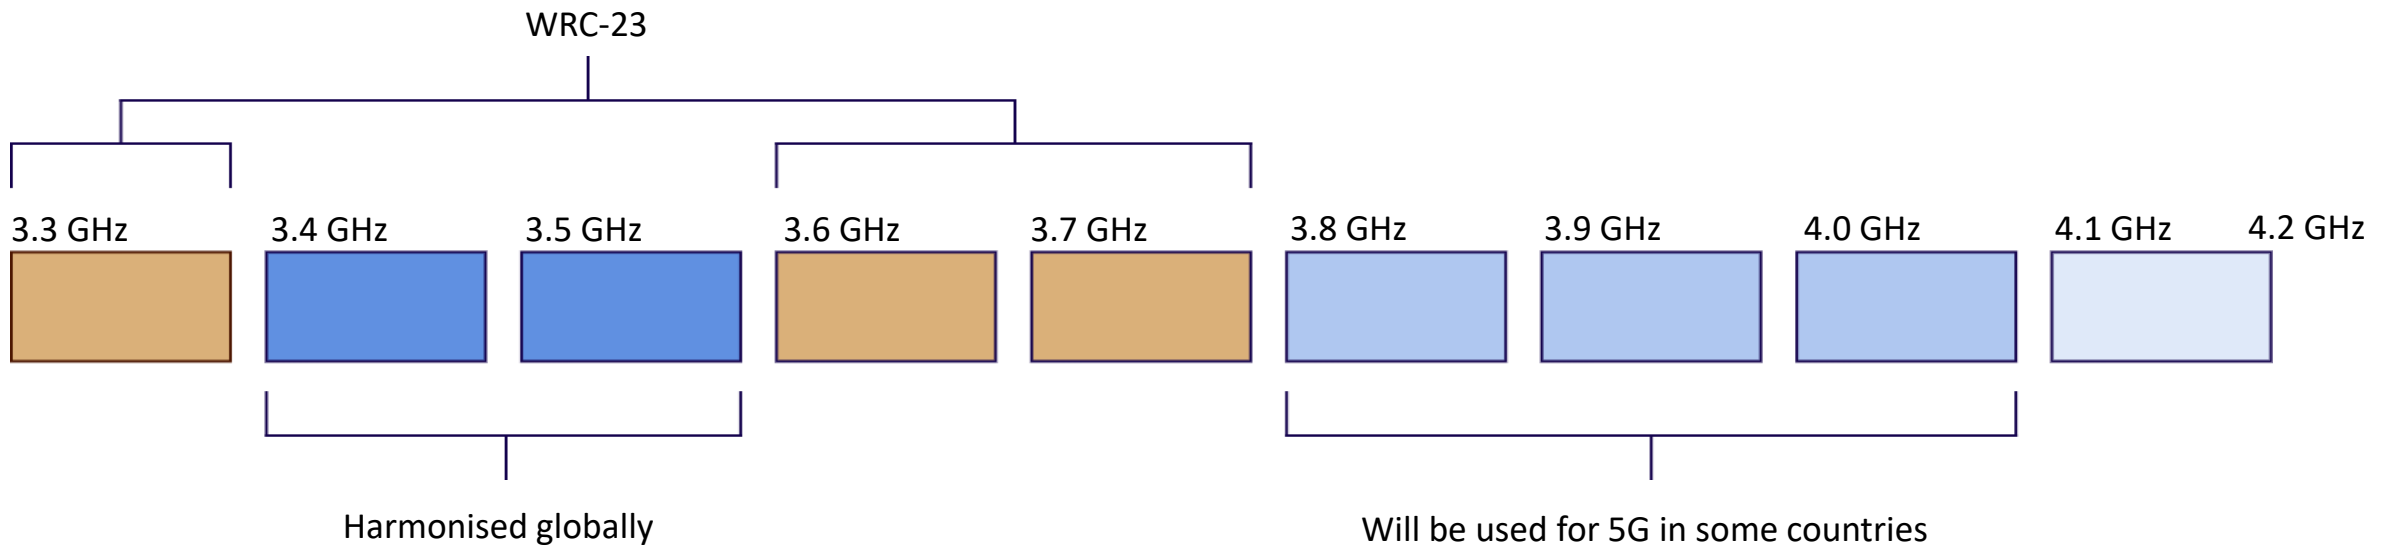 WRC-23
3.3 GHz
3.4 GHz
3.5 GHz
3.6 GHz
3.7 GHz
3.8 GHz
3.9 GHz
4.0 GHz
4.1 GHz
4.2 GHz
Harmonised globally
Will be used for 5G in some countries